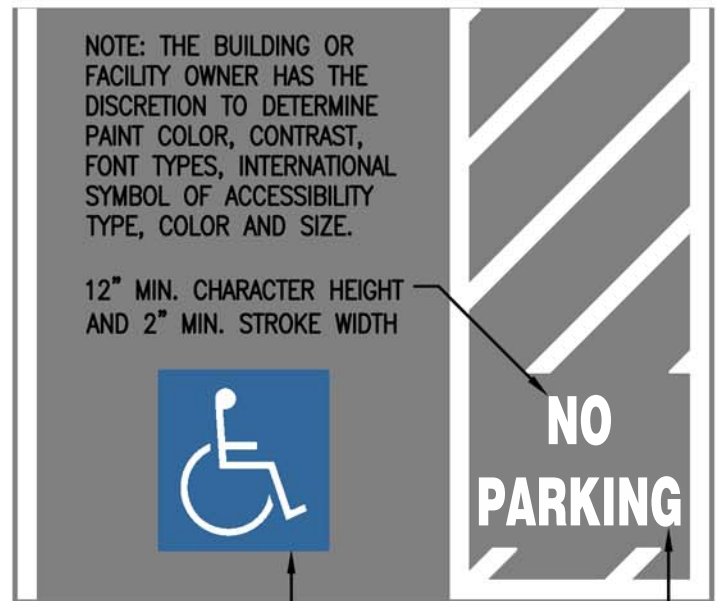 NOTE: THE BUILDING OR
FACILITY OWNER HAS THE
DISCRETION TO DETERMINE
PAINT COLOR, CONTRAST,
FONT TYPES, INTERNATIONAL
SYMBOL OF ACCESSIBILITY
TYPE, COLOR AND SIZE.
12" MIN. CHARACTER HEIGHT
AND 2" MIN. STROKE WIDTH
NO
PARKING